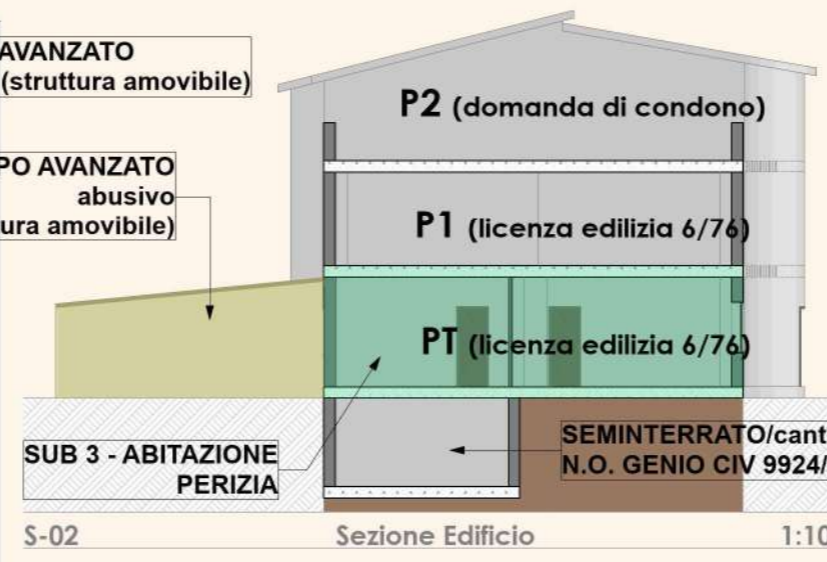 AVANZATO
(struttura amovibile)
P2 (domanda di condono)
PO AVANZATO
abusivo
ura amovibile)
P1 (licenza edilizia 6/76)
PT (licenza edilizia 6/76)
SUB 3 - ABITAZIONE
PERIZIA
SEMINTERRATO/cant
N.O. GENIO CIV 9924/
S-02 Sezione Edificio 1:10